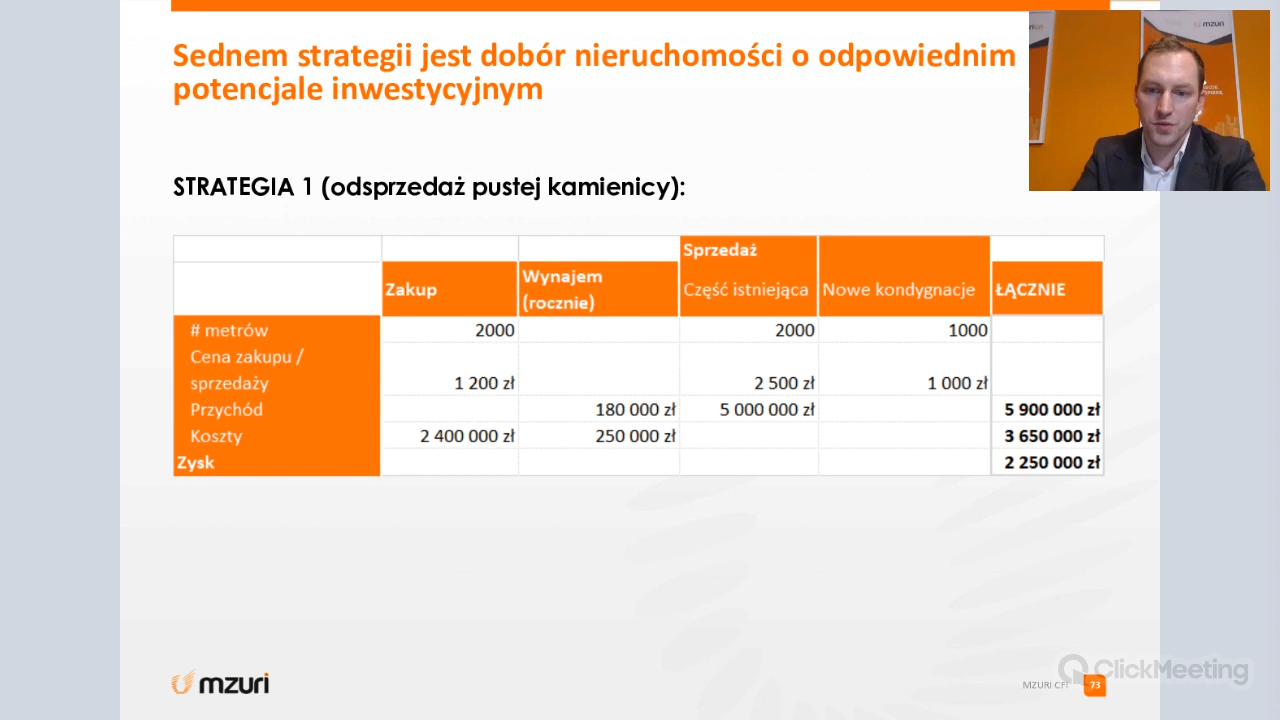 Sednem strategii jest dobór nieruchomości o odpowiednim
potencjale inwestycyjnym
mzuri
STRATEGIA 1 (odsprzedaż pustej kamienicy):
Sprzedaż
Zakup Wynajem (rocznie) Część istniejąca Nowe kondygnacje ŁĄCZNIE
# metrów 2000 2000 1000
Cena zakupu /
sprzedaży 1 200 zł 2 500 zł 1 000 zł
Przychód 180 000 zł 5 000 000 zł 5 900 000 zł
Koszty 2 400 000 zł 250 000 zł 3 650 000 zł
Zysk 2 250 000 zł
ClickMeeting
mzuri
MZURI CFI 73